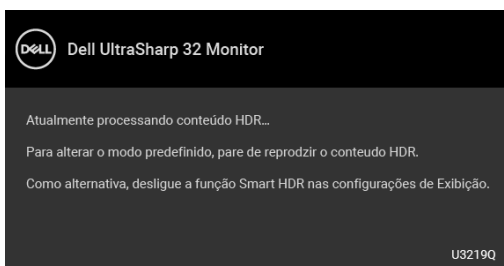 DELL Dell UltraSharp 32 Monitor
Atualmente processando conteúdo HDR...
Para alterar o modo predefinido, pare de reprodzir o conteudo HDR.
Como alternativa, desligue a função Smart HDR nas configurações de Exibição.
U3219Q